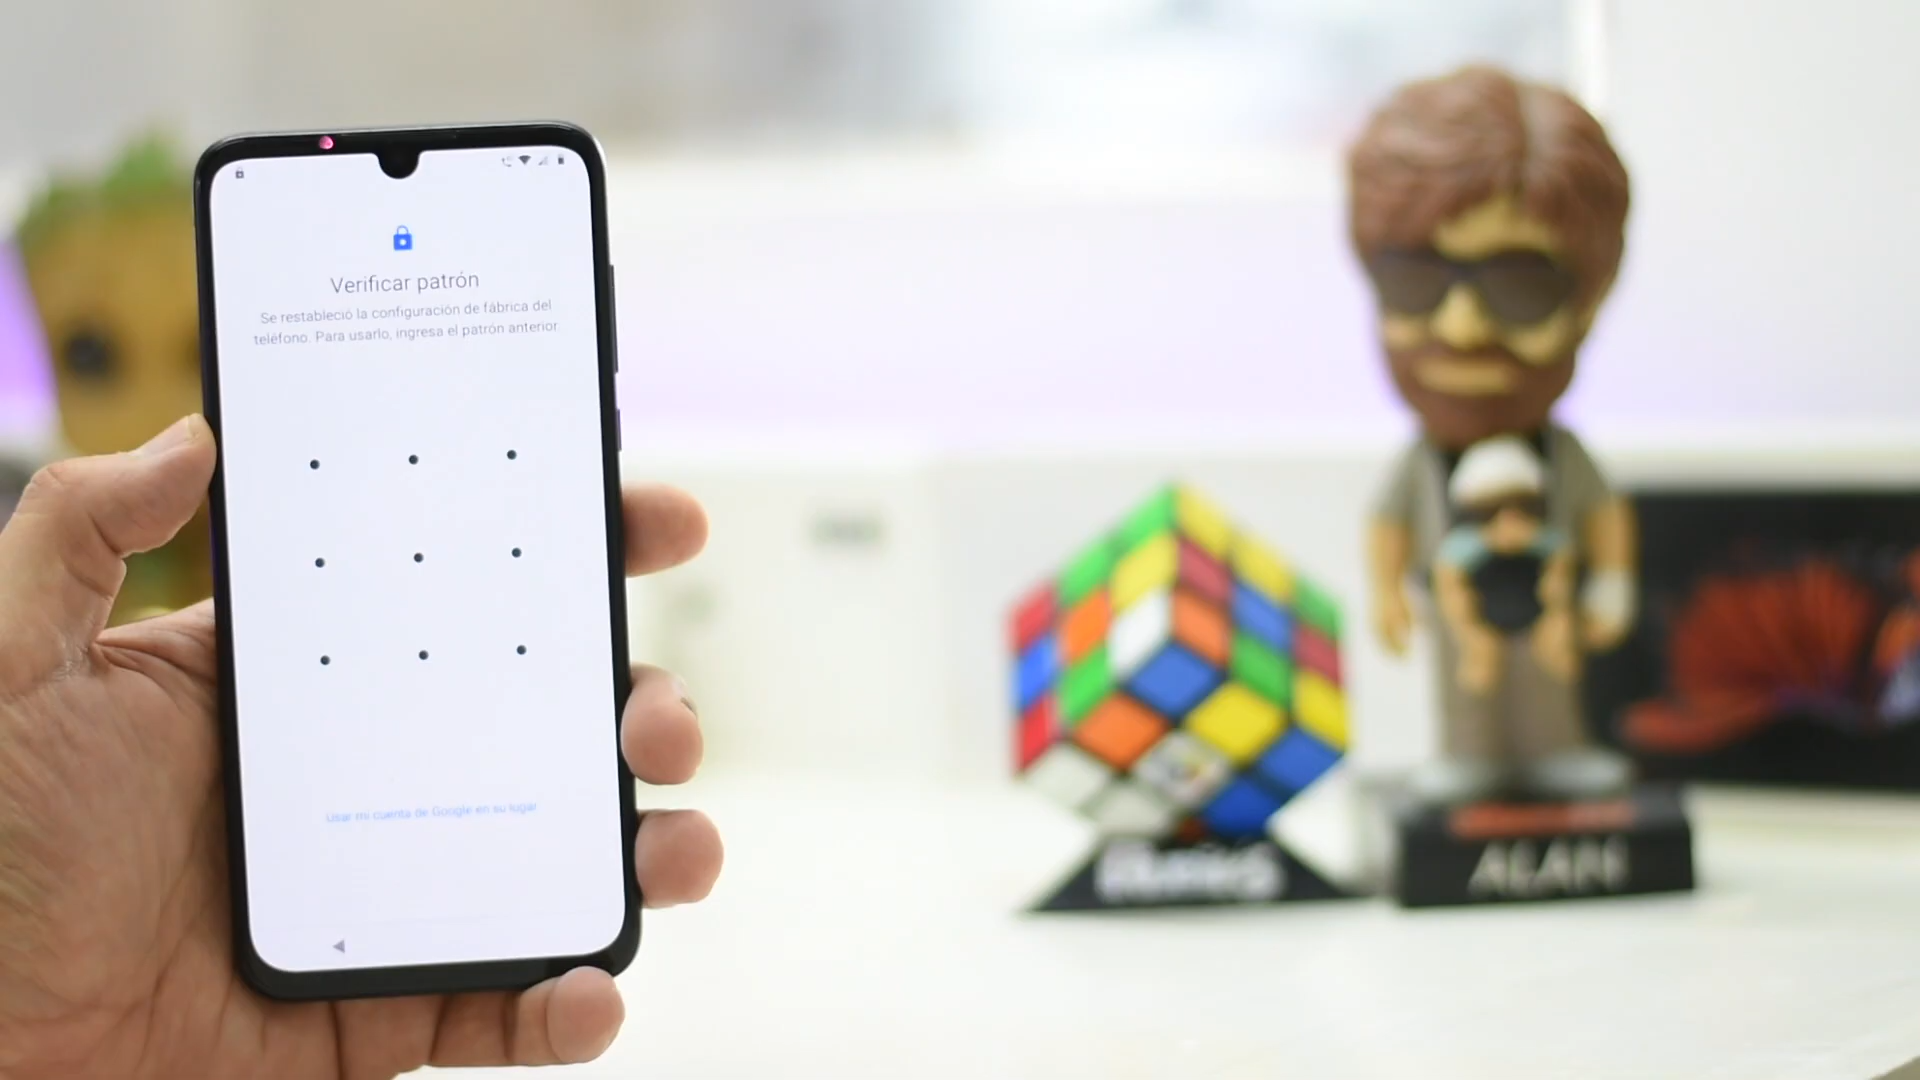 Verificar patrón
Se restableció la configuración de fábrica del
teléfono. Para usarlo, ingresa el patrón anterior
Usar mi cuenta de Google en su lugar
Rubik's
ALAN